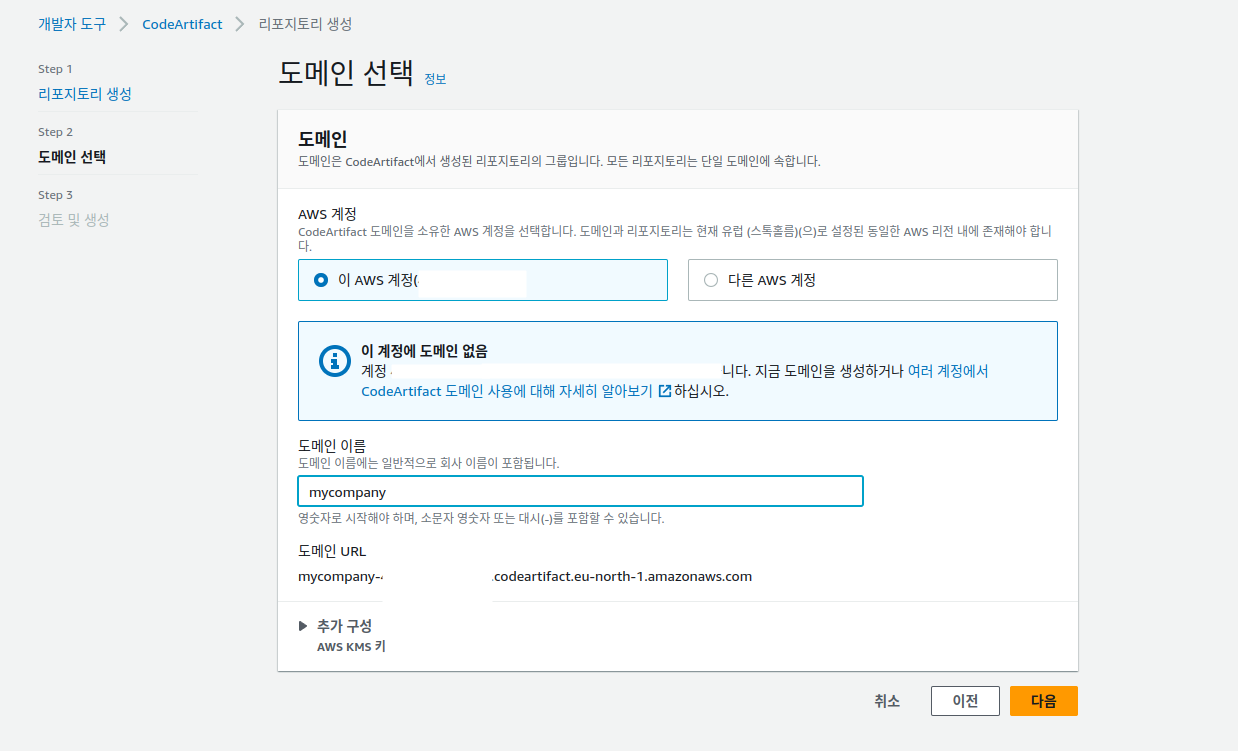 개발자 도구 > CodeArtifact > 리포지토리 생성
Step 1
리포지토리 생성
Step 2
도메인 선택
Step 3
검토 및 생성
도메인 선택 정보
도메인
도메인은 CodeArtifact에서 생성된 리포지토리의 그룹입니다. 모든 리포지토리는 단일 도메인에 속합니다.
AWS 계정
CodeArtifact 도메인을 소유한 AWS 계정을 선택합니다. 도메인과 리포지토리는 현재 유럽 (스톡홀름)(으)로 설정된 동일한 AWS 리전 내에 존재해야 합니
다.
이 AWS 계정(
다른 AWS 계정
이 계정에 도메인 없음
계정 니다. 지금 도메인을 생성하거나 여러 계정에서
CodeArtifact 도메인 사용에 대해 자세히 알아보기 하십시오.
도메인 이름
도메인 이름에는 일반적으로 회사 이름이 포함됩니다.
mycompany
영숫자로 시작해야 하며, 소문자 영숫자 또는 대시(-)를 포함할 수 있습니다.
도메인 URL
mycompany- .codeartifact.eu-north-1.amazonaws.com
추가 구성
AWS KMS 키
취소
이전
다음